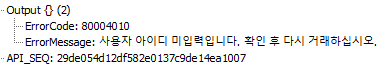 Output {} (2)
ErrorCode: 80004010
ErrorMessage: 사용자 아이디 미입력입니다. 확인 후 다시 거래하십시오.
API_SEQ: 29de054d12df582e0137c9de14ea1007